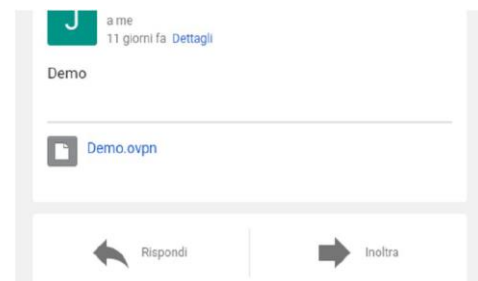 J
a me
11 giorni fa Dettagli
Demo
Demo.ovpn
Rispondi
Inoltra